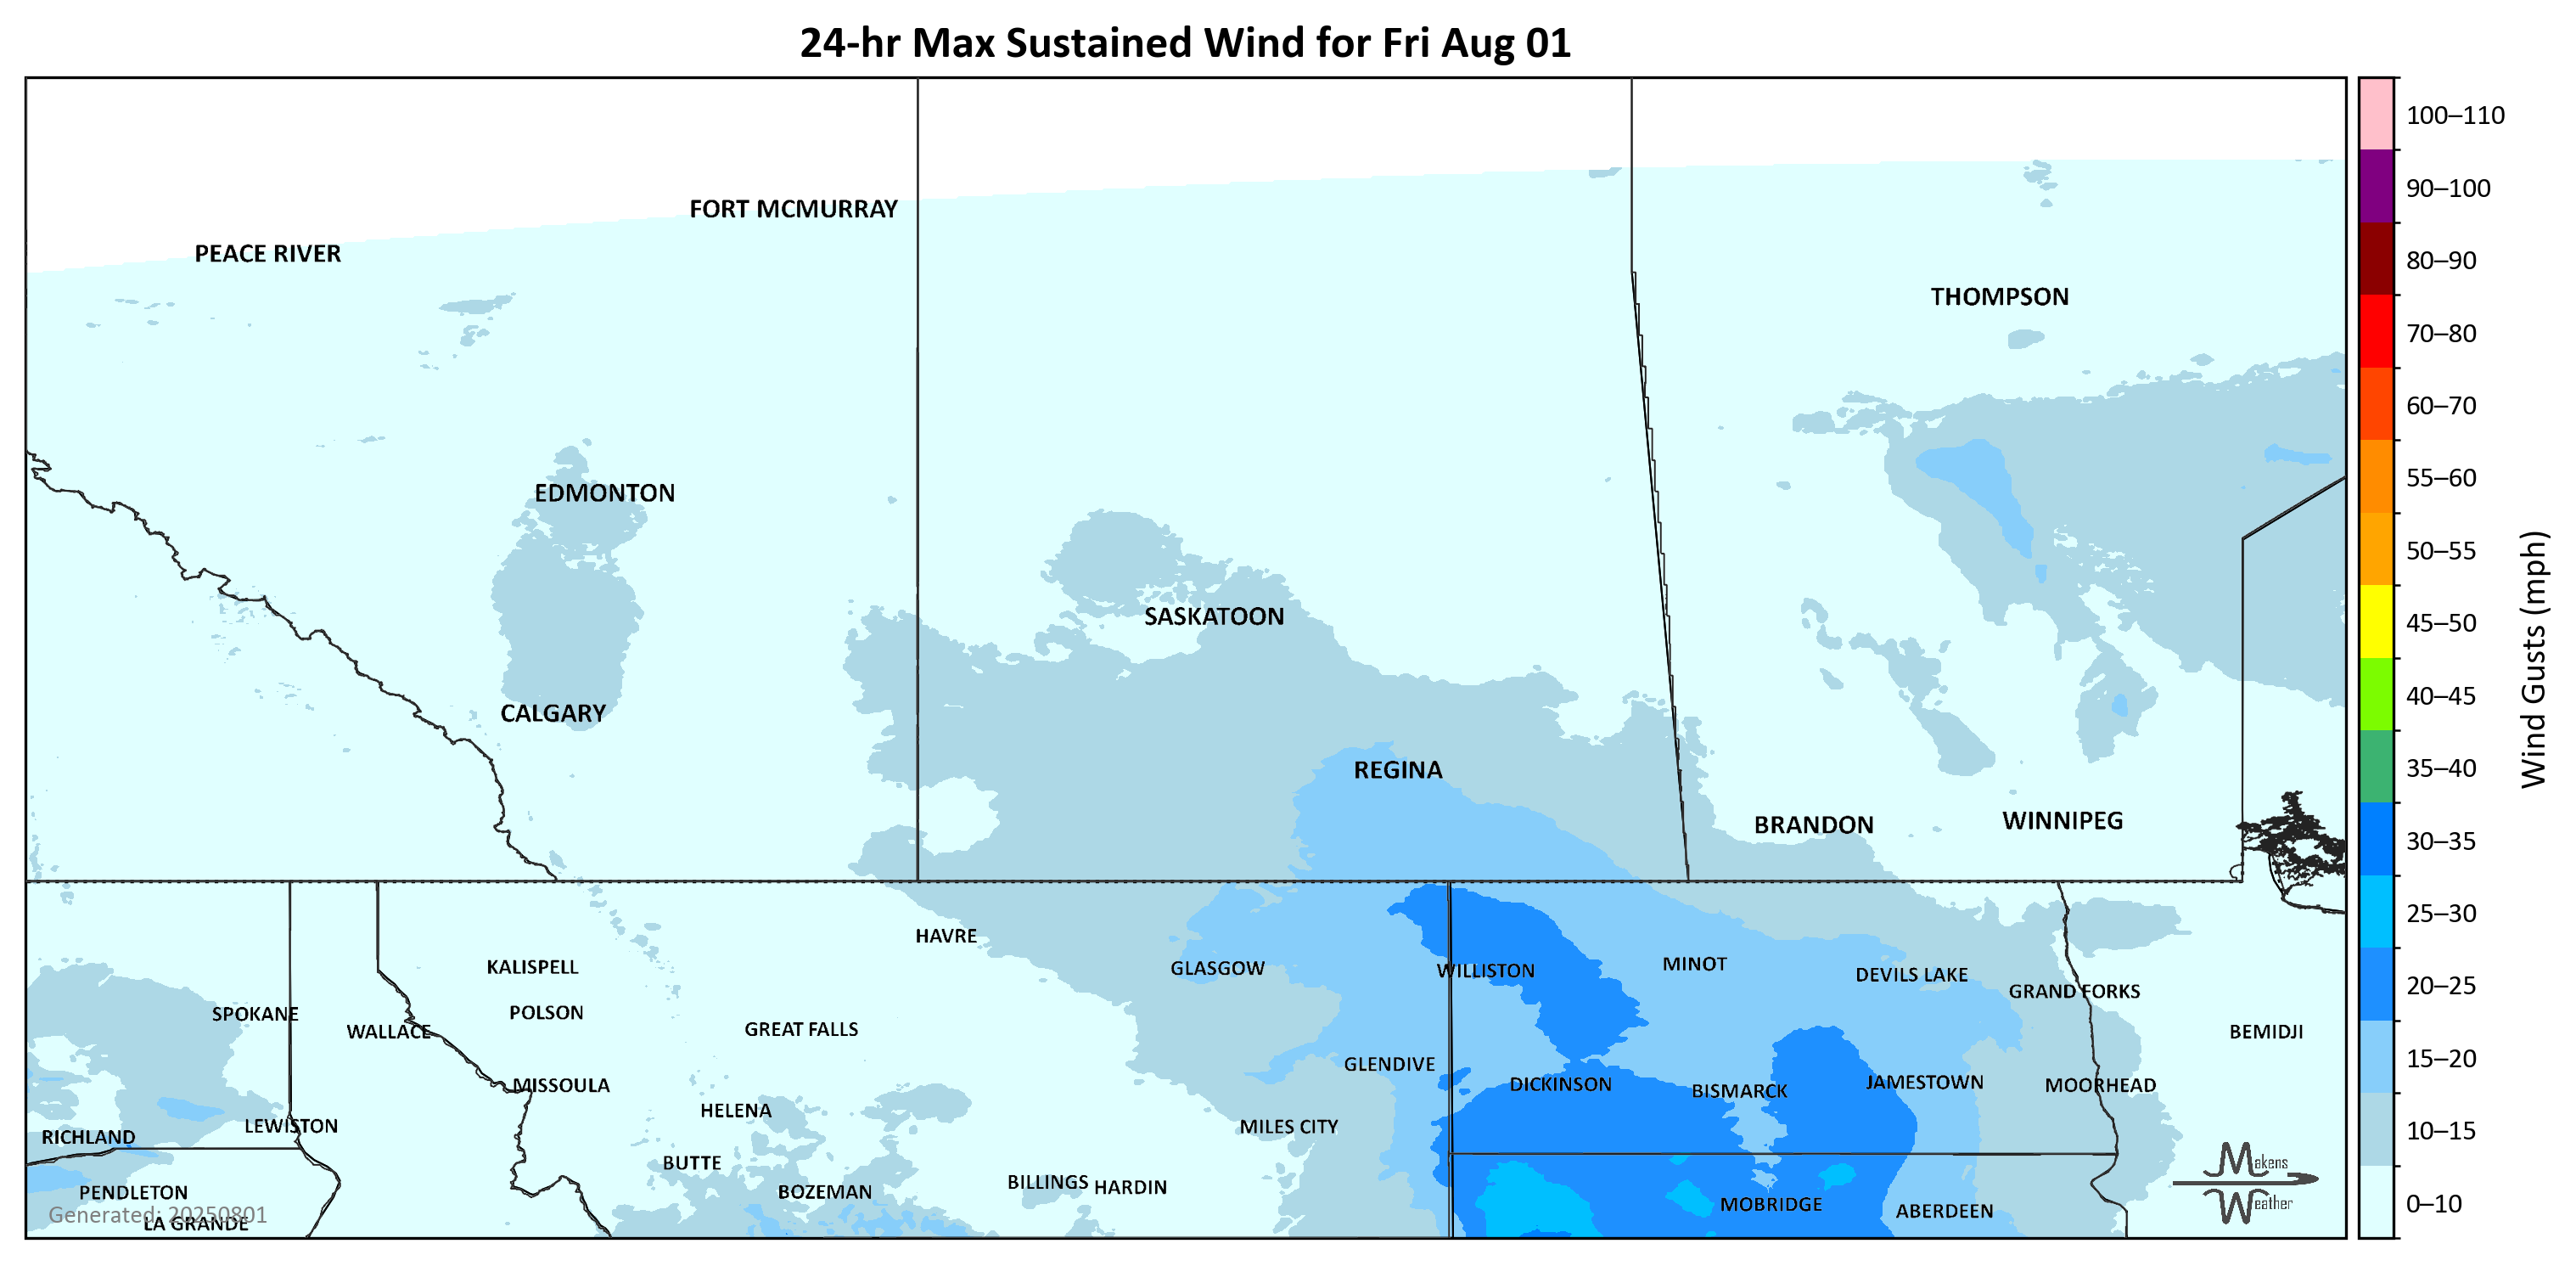 24-hr Max Sustained Wind for Fri Aug 01
FORT MCMURRAY
PEACE RIVER
THOMPSON
EDMONTON
SASKATOON
CALGARY
REGINA
BRANDON
WINNIPEG
HAVRE
KALISPELL
GLASGOW
WILLISTON
MINOT
DEVILS LAKE
GRAND FORKS
SPOKANE
POLSON
WALLACE
GREAT FALLS
BEMIDJI
GLENDIVE
MISSOULA
DICKINSON
BISMARCK
JAMESTOWN
MOORHEAD
HELENA
LEWISTON
MILES CITY
RICHLAND
BUTTE
BILLINGS
HARDIN
PENDLETON
BOZEMAN
MOBRIDGE
ABERDEEN
Generated: 20250801
LA GRANDE
Makens
Weather
100–110
90–100
80–90
70–80
60–70
55–60
50–55
45–50
40–45
35–40
30–35
25–30
20–25
15–20
10–15
0–10
Wind Gusts (mph)